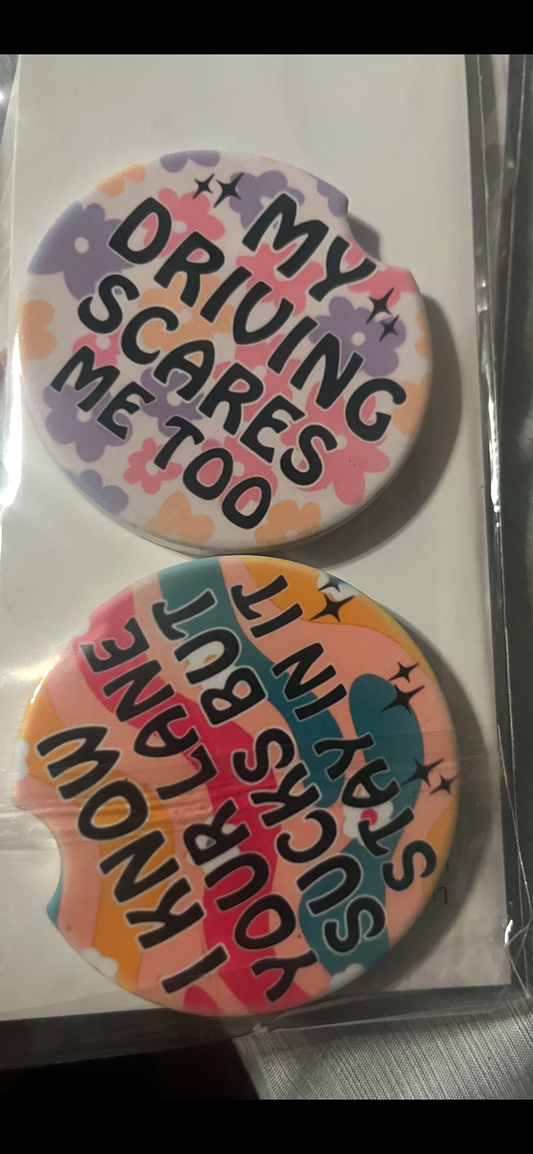 MY
DRIVING
SCARES
ME TOO
I KNOW
YOUR LANE
SUCKS BUT
STAY IN IT